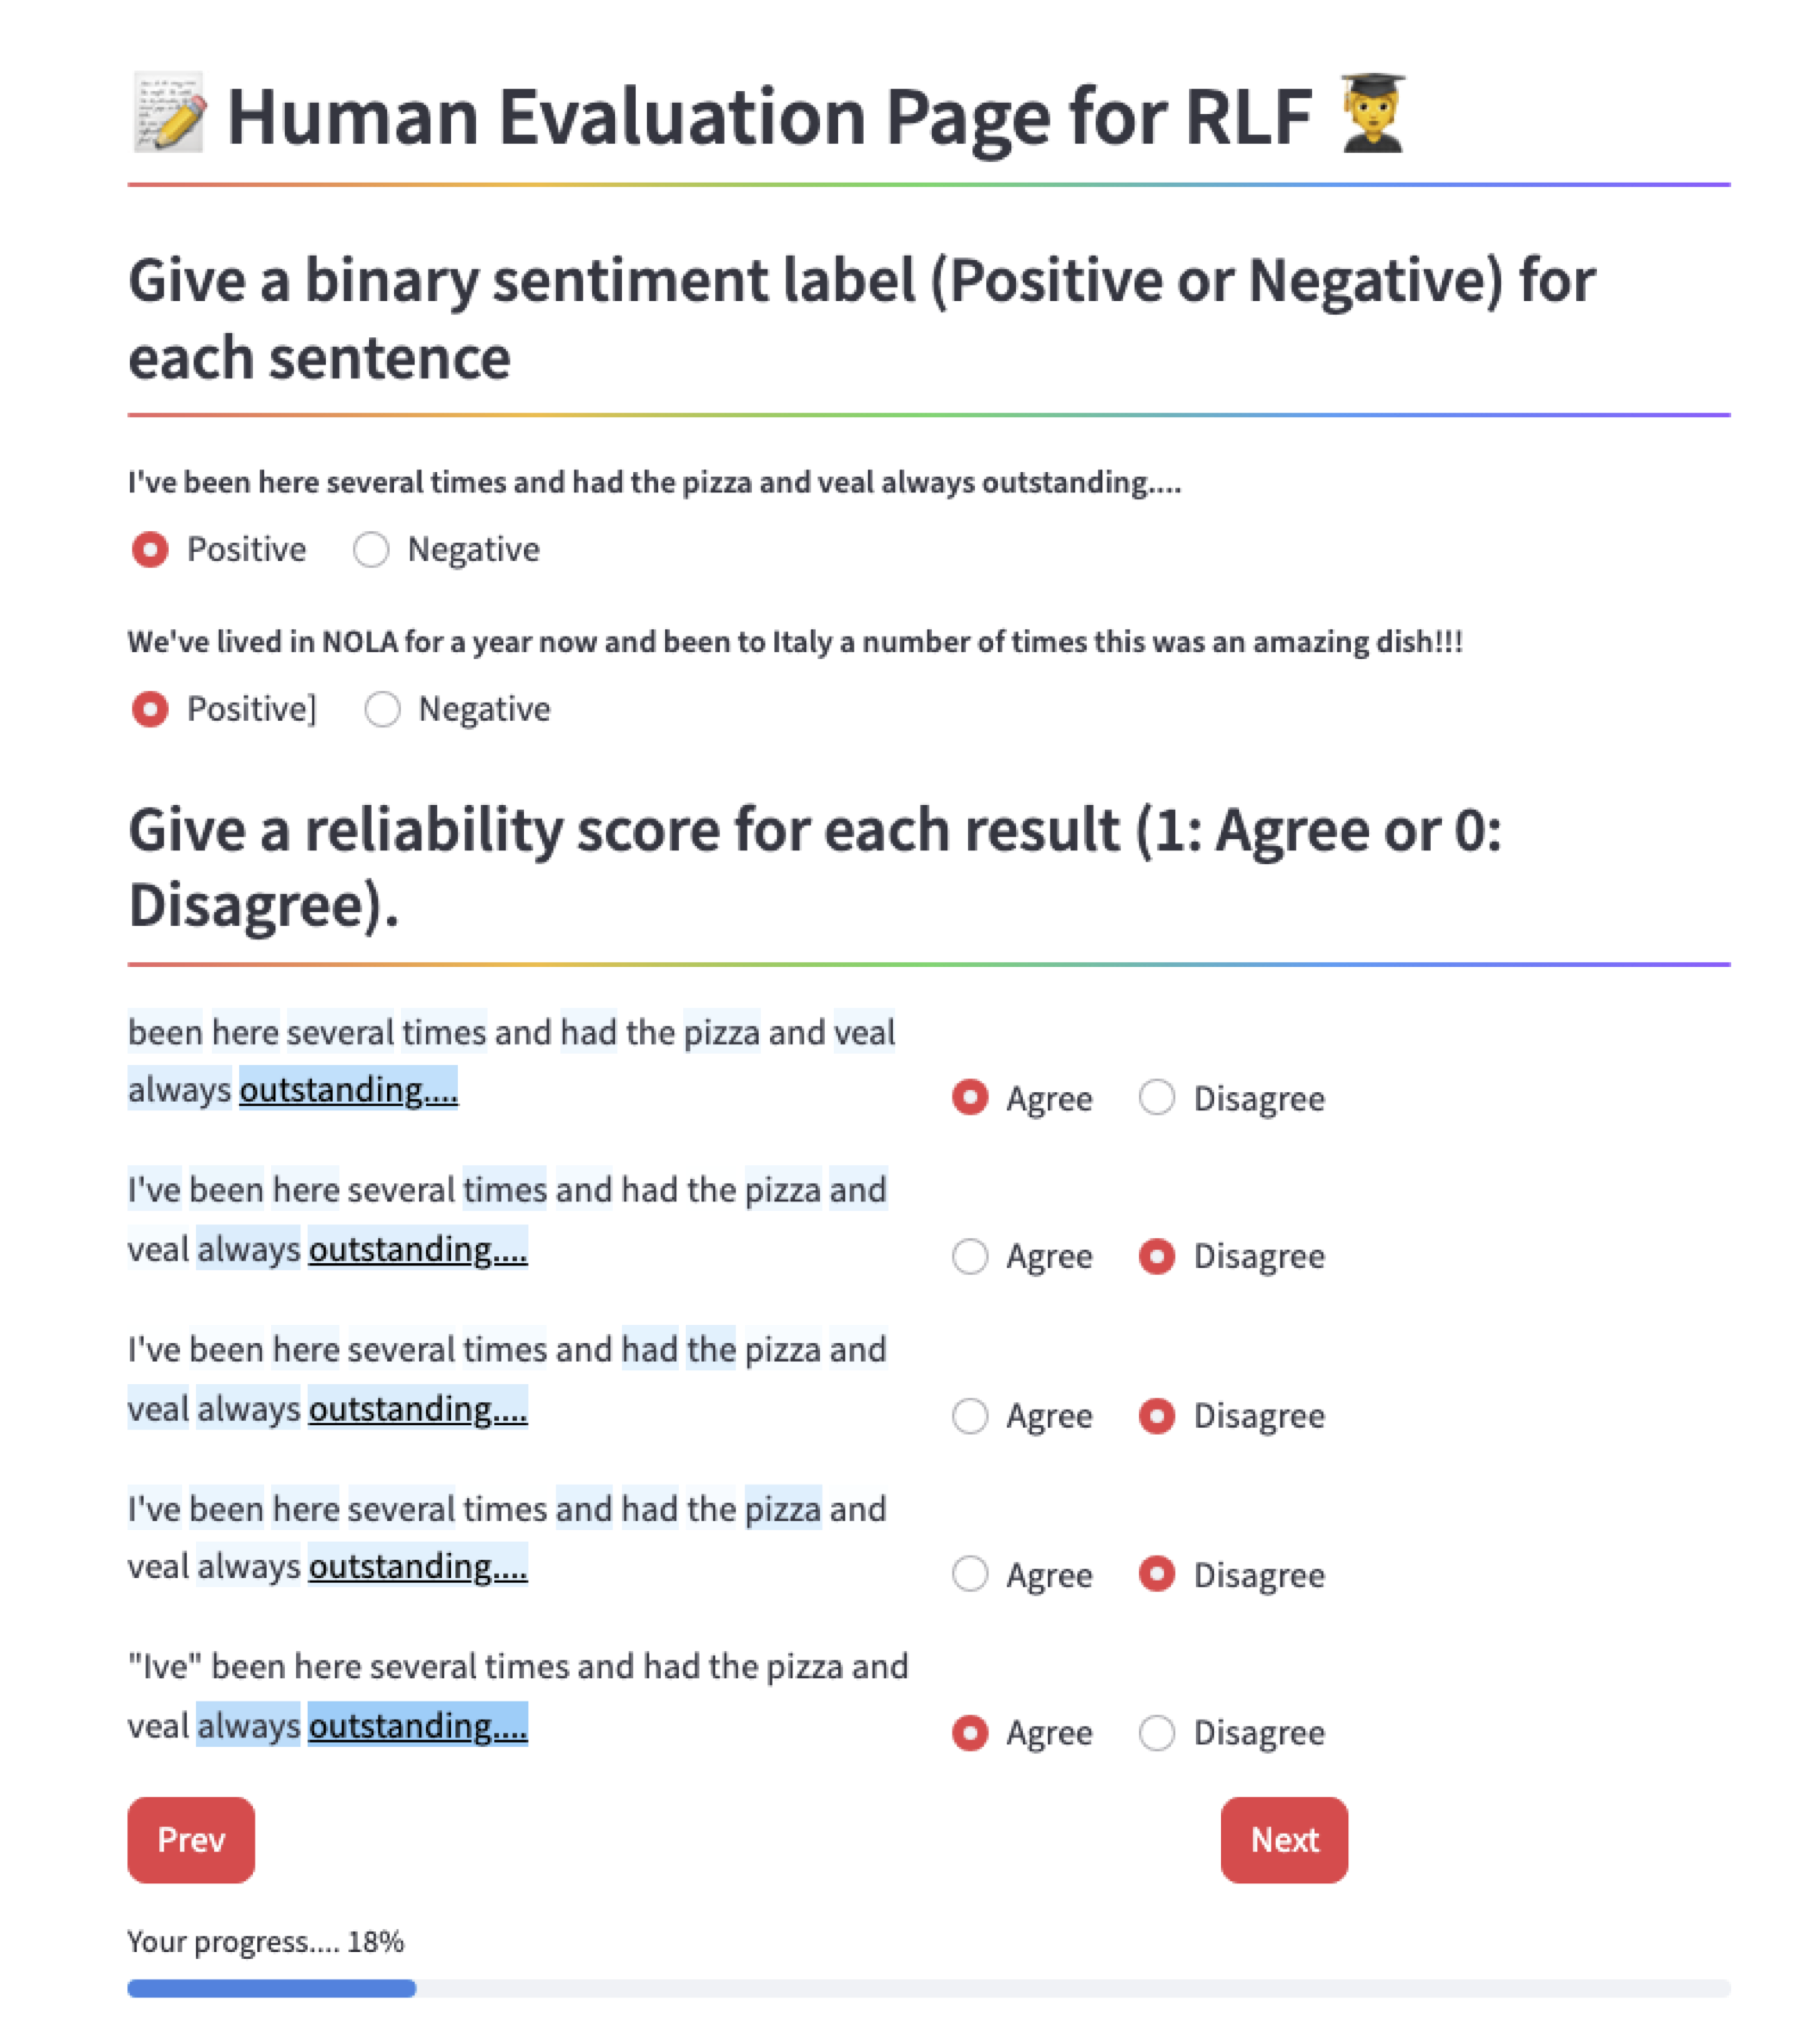 Human Evaluation Page for RLF
Give a binary sentiment label (Positive or Negative) for
each sentence
I've been here several times and had the pizza and veal always outstanding....
Positive Negative
We've lived in NOLA for a year now and been to Italy a number of times this was an amazing dish!!!
Positive] Negative
Give a reliability score for each result (1: Agree or 0:
Disagree).
been here several times and had the pizza and veal
always outstanding....
Agree Disagree
I've been here several times and had the pizza and
veal always outstanding....
Agree Disagree
I've been here several times and had the pizza and
veal always outstanding....
Agree Disagree
I've been here several times and had the pizza and
veal always outstanding....
Agree Disagree
"Ive" been here several times and had the pizza and
veal always outstanding....
Agree Disagree
Prev Next
Your progress.... 18%